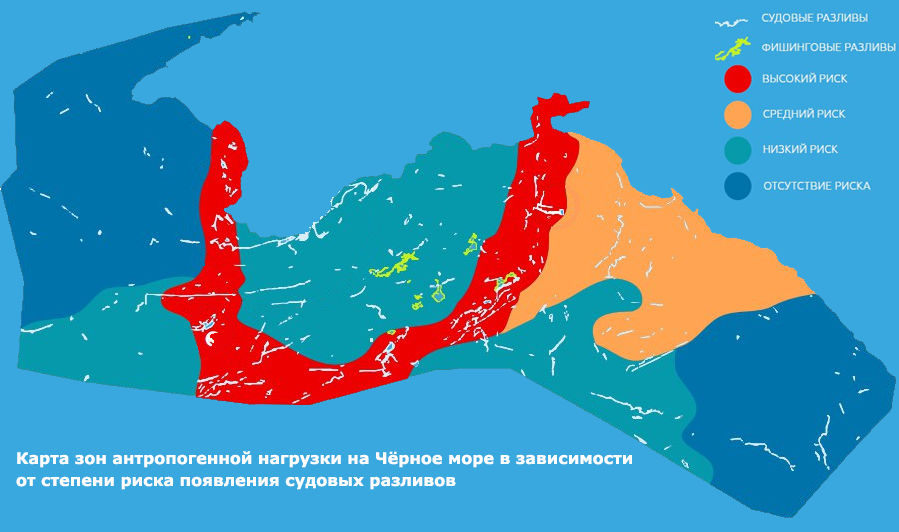 СУДОВЫЕ РАЗЛИВЫ
ФИШИНГОВЫЕ РАЗЛИВЫ
ВЫСОКИЙ РИСК
СРЕДНИЙ РИСК
НИЗКИЙ РИСК
ОТСУТСТВИЕ РИСКА
Карта зон антропогенной нагрузки на Чёрное море в зависимости
от степени риска появления судовых разливов